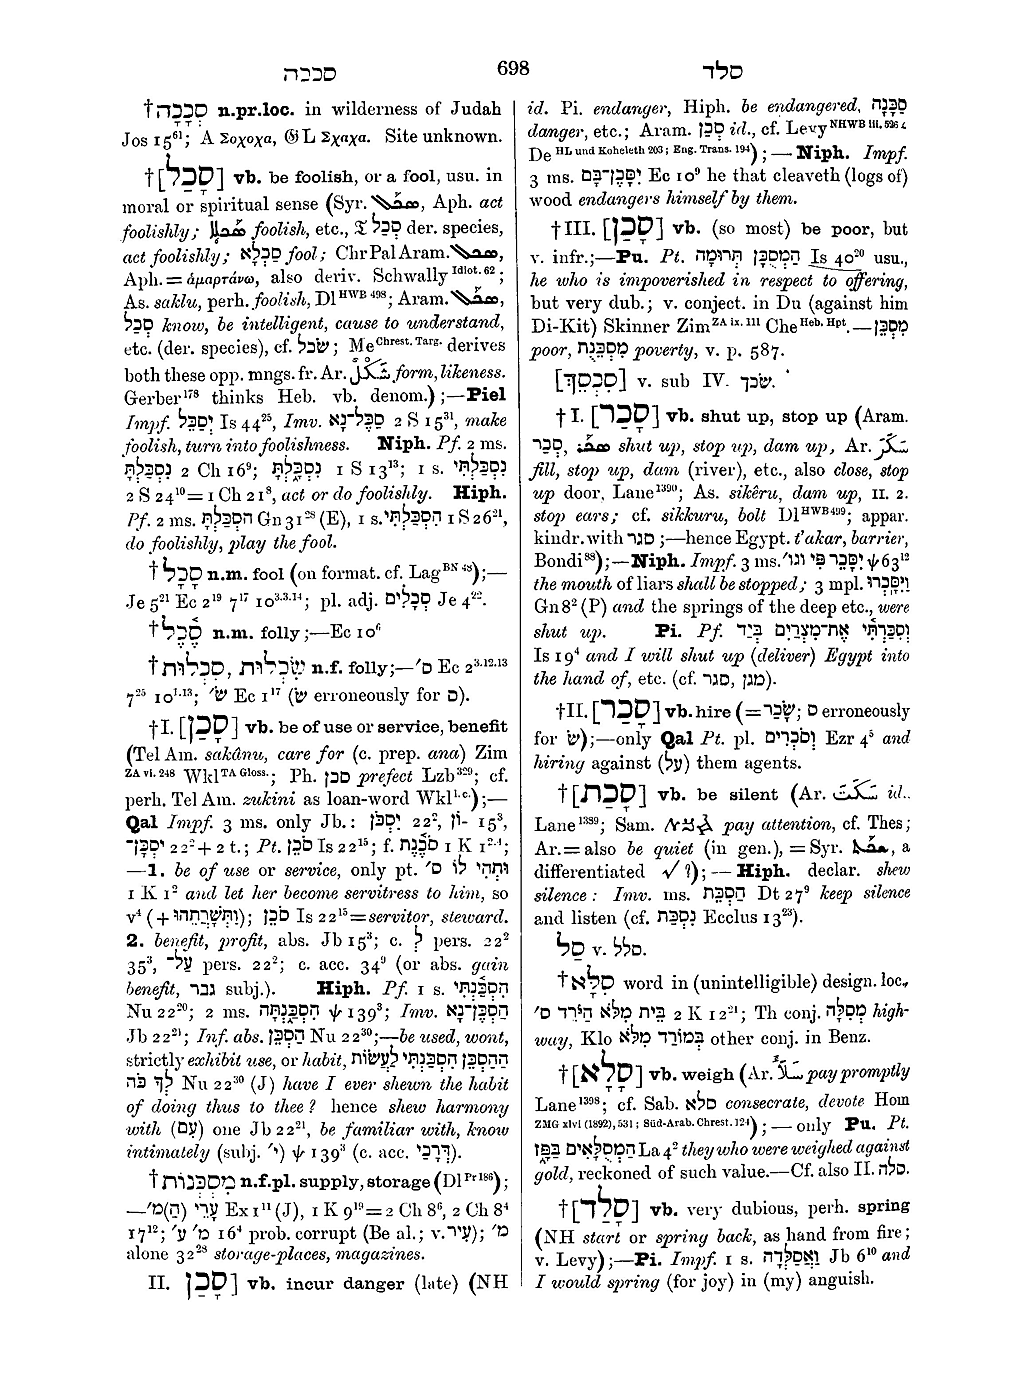 סככה 698 סלד
†סְכָכָה n.pr.loc. in wilderness of Judah
Jos 15⁶¹; A Σοχοχα, 𝔊L Σχαχα. Site unknown.
†[סָכַל] vb. be foolish, or a fool, usu. in
moral or spiritual sense (Syr. ܣܟܠ, Aph. act
foolishly; foolish, etc., 𝔗 סְכַל der. species,
act foolishly; סַכְלָא fool; ChrPalAram. ܣܟܠ,
Aph. = ἁμαρτάνω, also deriv. Schwally Idiot. 62;
As. saklu, perh. foolish, Dl HWB 498; Aram. ܣܟܠ,
סְכַל know, be intelligent, cause to understand,
etc. (der. species), cf. שׂכל; Me Chrest. Targ. derives
both these opp. mngs. fr. Ar. شَكْل form, likeness.
Gerber¹⁷⁸ thinks Heb. vb. denom.);—Piel
Impf. יְסַכֵּל Is 44²⁵, Imv. סַכֶּל־נָא 2 S 15³¹, make
foolish, turn into foolishness. Niph. Pf. 2 ms.
נִסְכַּלְתָּ 2 Ch 16⁹; נִסְכָּלְתָּ 1 S 13¹³; 1 s. נִסְכַּלְתִּי
2 S 24¹⁰ = 1 Ch 21⁸, act or do foolishly. Hiph.
Pf. 2 ms. הִסְכַּלְתָּ Gn 31²⁸ (E), 1 s. הִסְכַּלְתִּי 1 S 26²¹,
do foolishly, play the fool.
†סָכָל n.m. fool (on format. cf. Lag BN 48);—
Je 5²¹ Ec 2¹⁹ 7¹⁷ 10³·³·¹⁴; pl. adj. סְכָלִים Je 4²².
†סֶ֫כֶל n.m. folly;—Ec 10⁶
†סִכְלוּת, שִׂכְלוּת n.f. folly;—ס׳ Ec 2³·¹²·¹³
7²⁵ 10¹·¹³; שׂ׳ Ec 1¹⁷ (שׂ erroneously for ס).
†I. [סָכַן] vb. be of use or service, benefit
(Tel Am. sakânu, care for (c. prep. ana) Zim
ZA vi. 248 Wkl TA Gloss.; Ph. סכן prefect Lzb³²⁹; cf.
perh. Tel Am. zukini as loan-word Wkl l.c.);—
Qal Impf. 3 ms. only Jb.: יִסְכֹּן 22², ־וֹן 15³,
יִסְכָּן־ 22² + 2 t.; Pt. סֹכֵן Is 22¹⁵; f. סֹכֶ֫נֶת 1 K 1²·⁴;
—1. be of use or service, only pt. וּתְהִי לוֹ ס׳
1 K 1² and let her become servitress to him, so
v⁴ (+ וַתְּשָׁרְתֵהוּ); סֹכֵן Is 22¹⁵ = servitor, steward.
2. benefit, profit, abs. Jb 15³; c. לְ pers. 22²
35³, עַל־ pers. 22²; c. acc. 34⁹ (or abs. gain
benefit, גבר subj.). Hiph. Pf. 1 s. הִסְכַּנְתִּי
Nu 22³⁰; 2 ms. הִסְכַּנְתָּה ψ 139³; Imv. הַסְכֶּן־נָא
Jb 22²¹; Inf. abs. הַסְכֵּן Nu 22³⁰;—be used, wont,
strictly exhibit use, or habit, הַהַסְכֵּן הִסְכַּנְתִּי לַעֲשׂוֹת
לְךָ כֹּה Nu 22³⁰ (J) have I ever shewn the habit
of doing thus to thee? hence shew harmony
with (עִם) one Jb 22²¹, be familiar with, know
intimately (subj. י׳) ψ 139³ (c. acc. דְּרָכַי).
†מִסְכְּנוֹת n.f.pl. supply, storage (Dl Pr 186);
—עָרֵי (הַ)מ׳ Ex 1¹¹ (J), 1 K 9¹⁹ = 2 Ch 8⁶, 2 Ch 8⁴
17¹²; ע׳ מ׳ 16⁴ prob. corrupt (Be al.; v. עִיר); מ׳
alone 32²⁸ storage-places, magazines.
II. [סָכַן] vb. incur danger (late) (NH
id. Pi. endanger, Hiph. be endangered, סַכָּנָה
danger, etc.; Aram. סְכַן id., cf. Levy NHWB iii. 526 f.
De HL und Koheleth 203; Eng. Trans. 194);—Niph. Impf.
3 ms. יִסָּכֶן־בָּם Ec 10⁹ he that cleaveth (logs of)
wood endangers himself by them.
†III. [סָכַן] vb. (so most) be poor, but
v. infr.;—Pu. Pt. הַמְסֻכָּן תְּרוּמָה Is 40²⁰ usu.,
he who is impoverished in respect to offering,
but very dub.; v. conject. in Du (against him
Di-Kit) Skinner Zim ZA ix. 111 Che Heb. Hpt.—מִסְכֵּן
poor, מִסְכֵּנֻת poverty, v. p. 587.
[סִכְסֵךְ] v. sub IV. שׂכך.
†I. [סָכַר] vb. shut up, stop up (Aram.
סְכַר, ܣܟܪ shut up, stop up, dam up, Ar. سَكَرَ
fill, stop up, dam (river), etc., also close, stop
up door, Lane¹³⁹⁰; As. sikêru, dam up, II. 2.
stop ears; cf. sikkuru, bolt Dl HWB 499; appar.
kindr. with סגר;—hence Egypt. t'akar, barrier,
Bondi⁸⁸);—Niph. Impf. 3 ms. יִסָּכֵר פִּי וגו׳ ψ 63¹²
the mouth of liars shall be stopped; 3 mpl. וַיִּסָּכְרוּ
Gn 8² (P) and the springs of the deep etc., were
shut up. Pi. Pf. וְסִכַּרְתִּי אֶת־מִצְרַיִם בְּיַד
Is 19⁴ and I will shut up (deliver) Egypt into
the hand of, etc. (cf. סגר, מגן).
†II. [סָכַר] vb. hire (= שָׂכַר; ס erroneously
for שׂ);—only Qal Pt. pl. וְסֹכְרִים Ezr 4⁵ and
hiring against (עַל) them agents.
†[סָכַת] vb. be silent (Ar. سَكَتَ id.
Lane¹³⁸⁹; Sam. pay attention, cf. Thes;
Ar. = also be quiet (in gen.), = Syr., a
differentiated √?);—Hiph. declar. shew
silence: Imv. ms. הַסְכֵּת Dt 27⁹ keep silence
and listen (cf. נִסְכַּת Ecclus 13²³).
סַל v. סלל.
†סִלָּא word in (unintelligible) design. loc.,
בֵּית מִלֹּא הַיֹּרֵד ס׳ 2 K 12²¹; Th conj. מְסִלָּה high-
way, Klo בְּמוֹרַד מִלֹּא other conj. in Benz.
†[סָלָא] vb. weigh (Ar. سَلَأَ pay promptly
Lane¹³⁹⁸; cf. Sab. סלא consecrate, devote Hom
ZMG xlvi (1892), 531; Süd-Arab. Chrest. 124);—only Pu. Pt.
הַמְסֻלָּאִים בַּפָּז La 4² they who were weighed against
gold, reckoned of such value.—Cf. also II. סלה.
†[סָלַד] vb. very dubious, perh. spring
(NH start or spring back, as hand from fire;
v. Levy);—Pi. Impf. 1 s. וַאֲסַלְּדָה Jb 6¹⁰ and
I would spring (for joy) in (my) anguish.